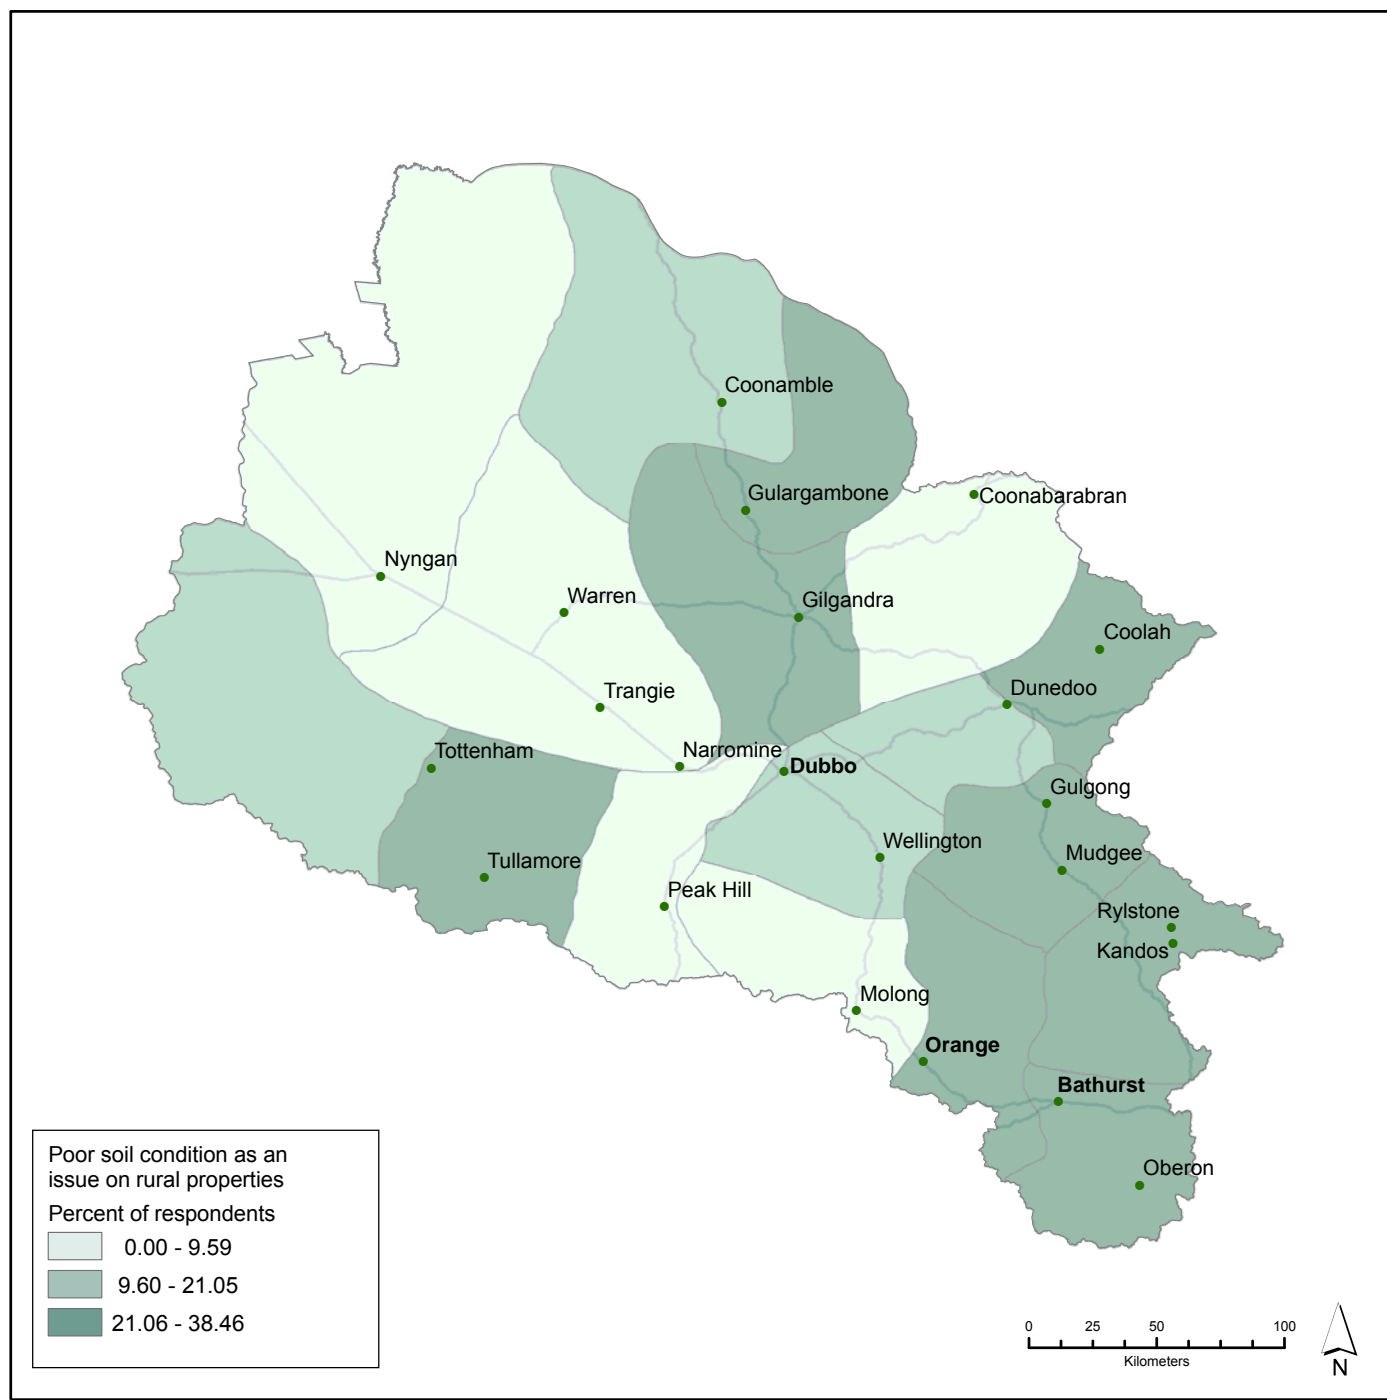 Coonamble
Gulargambone
Coonabarabran
Nyngan
Warren
Gilgandra
Coolah
Trangie
Dunedoo
Tottenham
Narromine
Dubbo
Gulgong
Wellington
Mudgee
Tullamore
Peak Hill
Rylstone
Kandos
Molong
Orange
Bathurst
Oberon
Poor soil condition as an
issue on rural properties
Percent of respondents
0.00 - 9.59
9.60 - 21.05
21.06 - 38.46
0 25 50 100
Kilometers
N